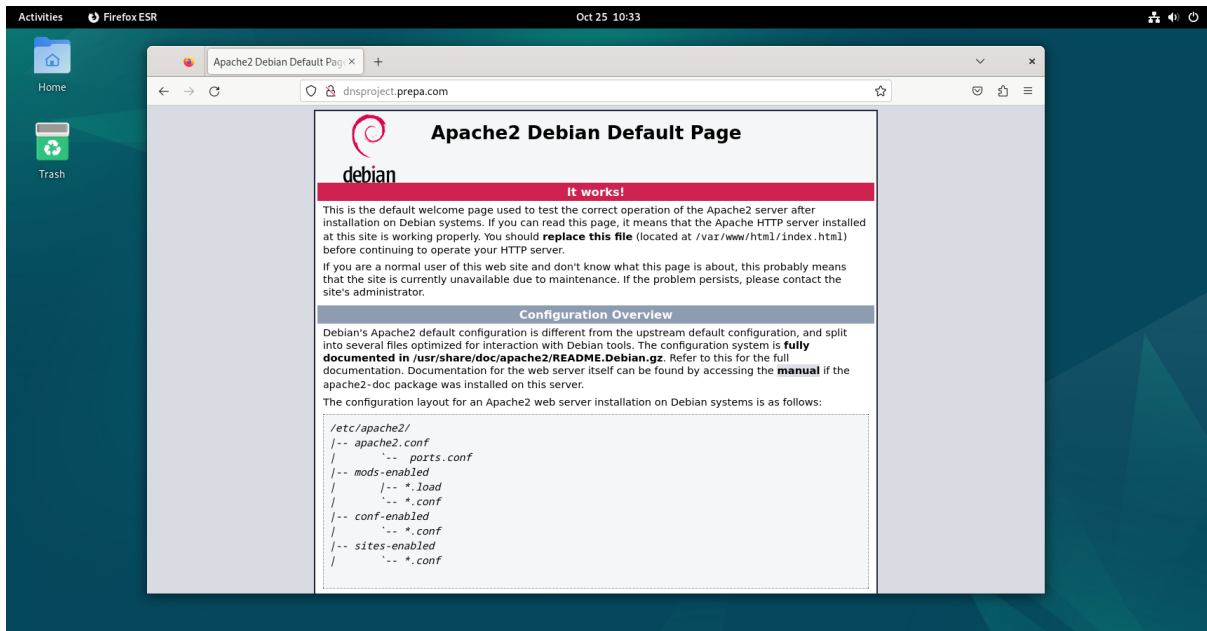 Activities Firefox ESR Oct 25 10:33
Home
Trash
Apache2 Debian Default Pag
dnsproject.prepa.com
debian
Apache2 Debian Default Page
It works!
This is the default welcome page used to test the correct operation of the Apache2 server after
installation on Debian systems. If you can read this page, it means that the Apache HTTP server installed
at this site is working properly. You should replace this file (located at /var/www/html/index.html)
before continuing to operate your HTTP server.
If you are a normal user of this web site and don't know what this page is about, this probably means
that the site is currently unavailable due to maintenance. If the problem persists, please contact the
site's administrator.
Configuration Overview
Debian's Apache2 default configuration is different from the upstream default configuration, and split
into several files optimized for interaction with Debian tools. The configuration system is fully
documented in /usr/share/doc/apache2/README.Debian.gz. Refer to this for the full
documentation. Documentation for the web server itself can be found by accessing the manual if the
apache2-doc package was installed on this server.
The configuration layout for an Apache2 web server installation on Debian systems is as follows:
/etc/apache2/
|-- apache2.conf
|       `--  ports.conf
|-- mods-enabled
|       |-- *.load
|       `-- *.conf
|-- conf-enabled
|       `-- *.conf
|-- sites-enabled
|       `-- *.conf